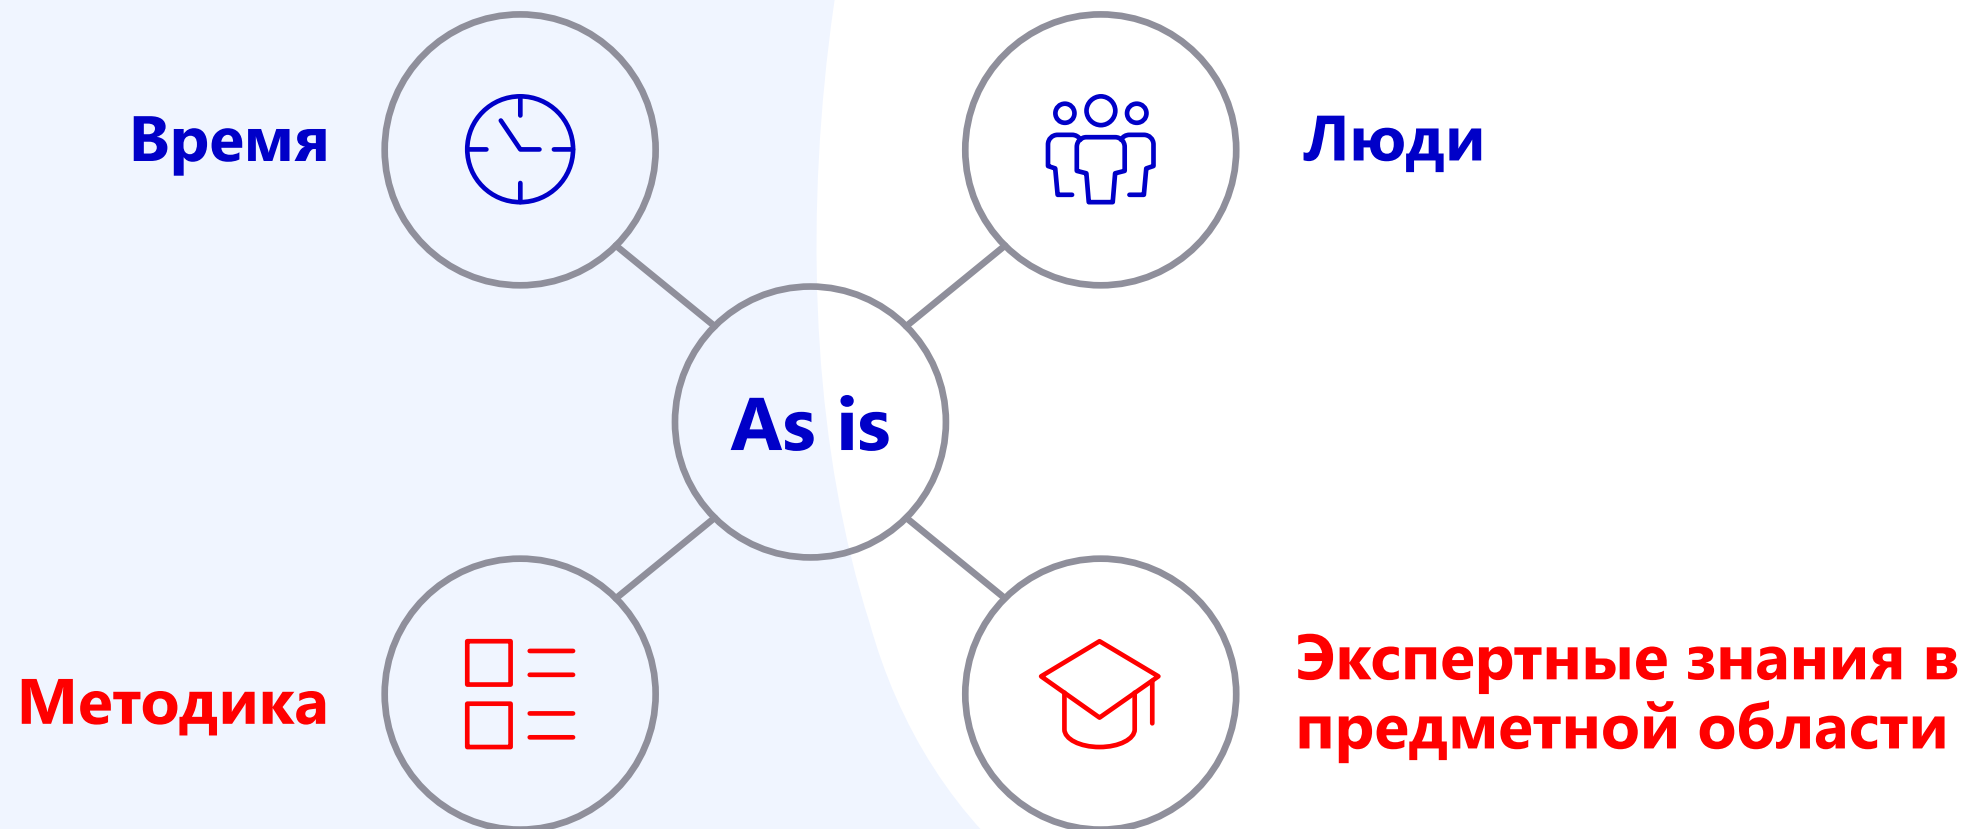 Время
Люди
As is
Методика
Экспертные знания в
предметной области